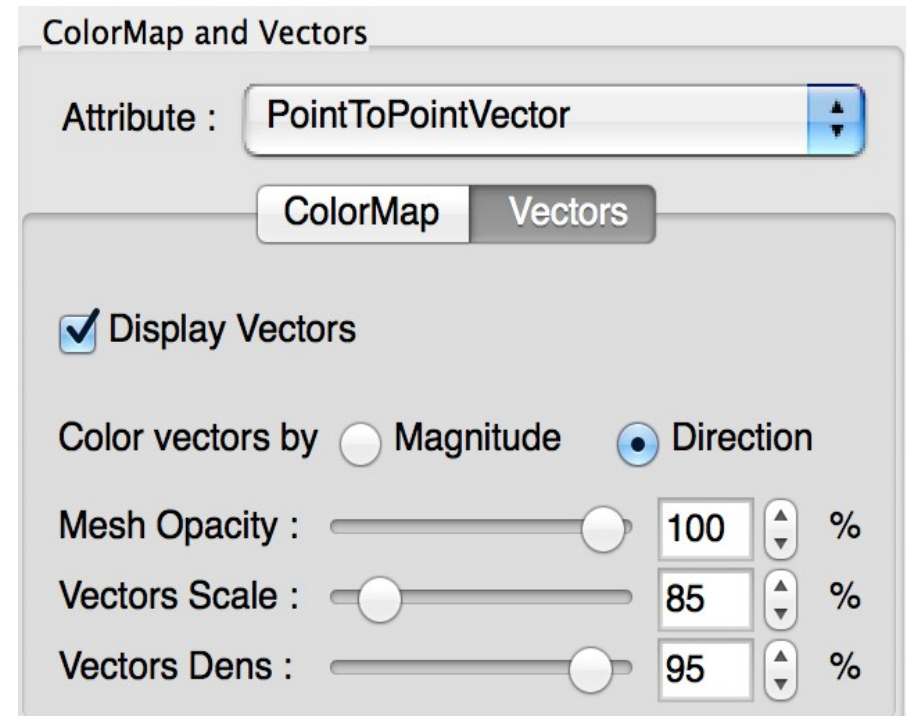 ColorMap and Vectors
Attribute : PointToPointVector
ColorMap Vectors
Display Vectors
Color vectors by Magnitude Direction
Mesh Opacity : 100 %
Vectors Scale : 85 %
Vectors Dens : 95 %